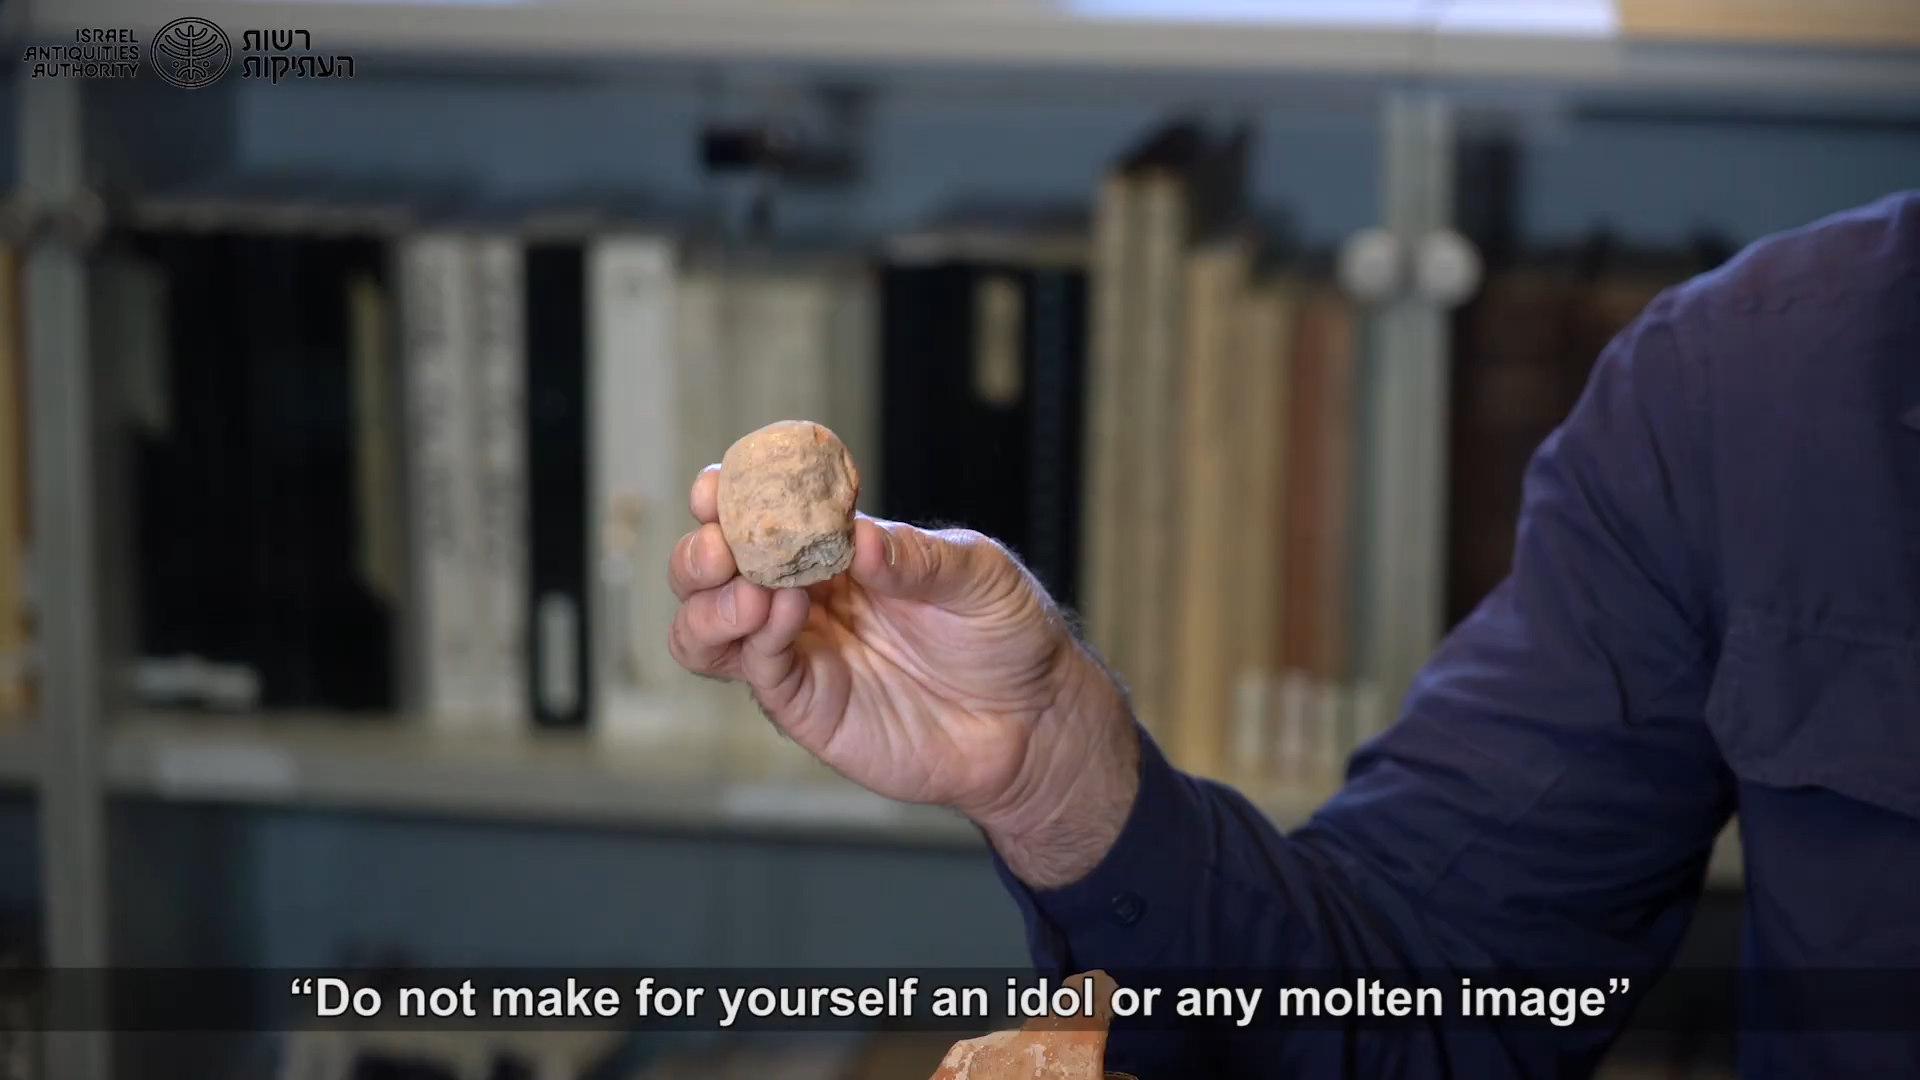 ISRAEL
ANTIQUITIES
AUTHORITY
רשות
העתיקות
“Do not make for yourself an idol or any molten image”